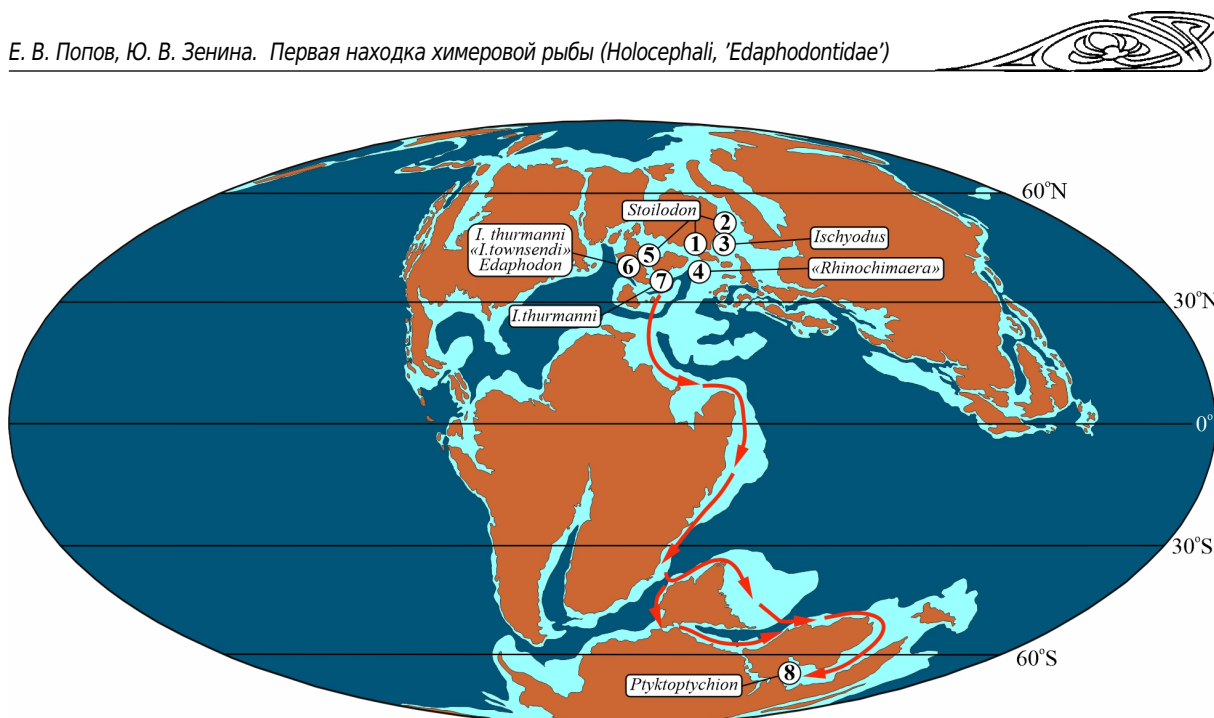 Е. В. Попов, Ю. В. Зенина. Первая находка химеровой рыбы (Holocephali, 'Edaphodontidae')
60°N
Stoilodon
2
I. thurmanni
«I.townsendi»
Edaphodon
1
3
Ischyodus
5
6
7
4
«Rhinochimaera»
30°N
I.thurmanni
0°
30°S
60°S
8
Ptyktoptychion